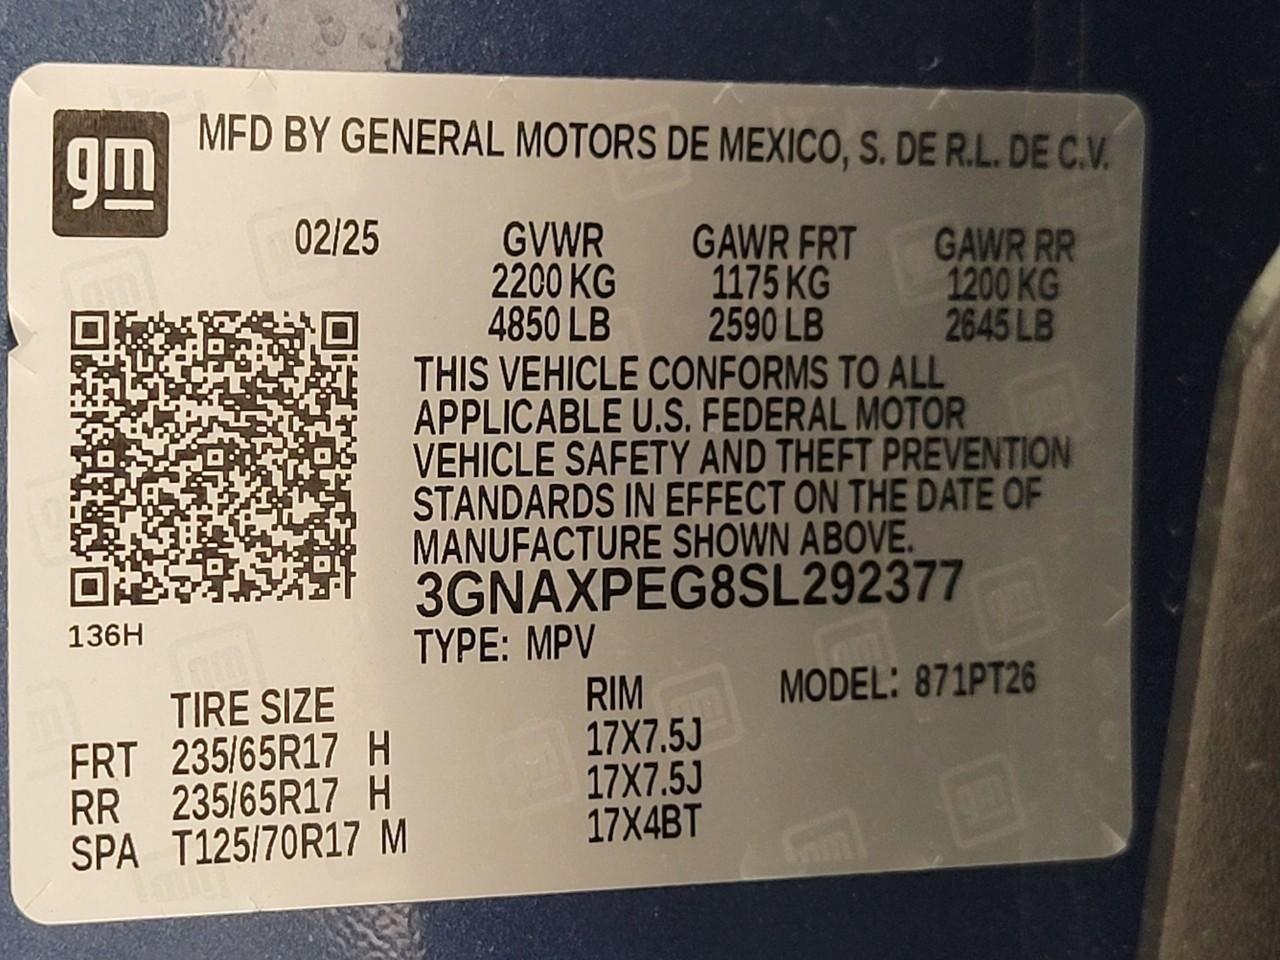 gm
MFD BY GENERAL MOTORS DE MEXICO, S. DE R.L. DE C.V.
02/25 GVWR GAWR FRT GAWR RR
2200 KG 1175 KG 1200 KG
4850 LB 2590 LB 2645 LB
THIS VEHICLE CONFORMS TO ALL
APPLICABLE U.S. FEDERAL MOTOR
VEHICLE SAFETY AND THEFT PREVENTION
STANDARDS IN EFFECT ON THE DATE OF
MANUFACTURE SHOWN ABOVE.
3GNAXPEG8SL292377
136H
TYPE: MPV
MODEL: 871PT26
TIRE SIZE RIM
FRT 235/65R17 H 17X7.5J
RR 235/65R17 H 17X7.5J
SPA T125/70R17 M 17X4BT